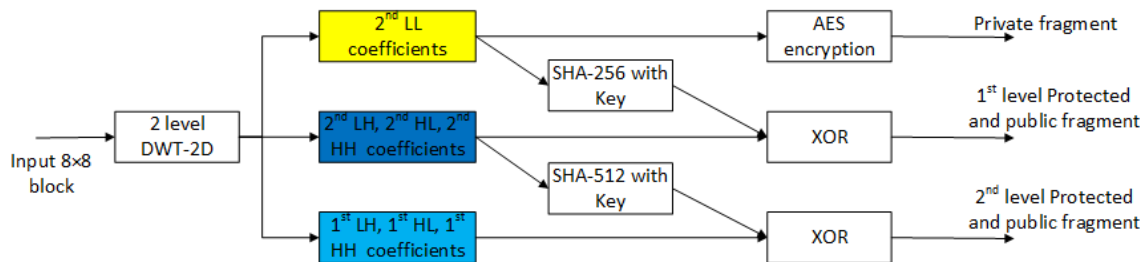 Input 8×8
block
2 level
DWT-2D
2nd LL
coefficients
2nd LH, 2nd HL, 2nd
HH coefficients
1st LH, 1st HL, 1st
HH coefficients
SHA-256 with
Key
SHA-512 with
Key
AES
encryption
XOR
XOR
Private fragment
1st level Protected
and public fragment
2nd level Protected
and public fragment